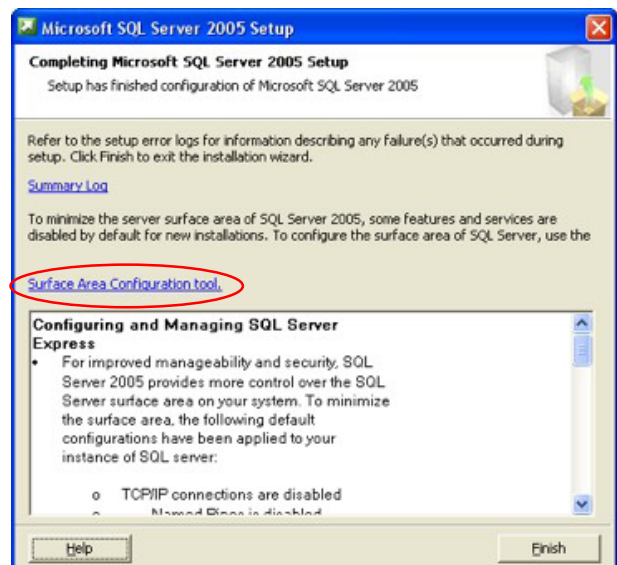 Microsoft SQL Server 2005 Setup
Completing Microsoft SQL Server 2005 Setup
Setup has finished configuration of Microsoft SQL Server 2005
Refer to the setup error logs for information describing any failure(s) that occurred during
setup. Click Finish to exit the installation wizard.
Summary Log
To minimize the server surface area of SQL Server 2005, some features and services are
disabled by default for new installations. To configure the surface area of SQL Server, use the
Surface Area Configuration tool.
Configuring and Managing SQL Server
Express
• For improved manageability and security, SQL
Server 2005 provides more control over the SQL
Server surface area on your system. To minimize
the surface area, the following default
configurations have been applied to your
instance of SQL server:
o TCP/IP connections are disabled
o Named Pipes is disabled
Help
Finish